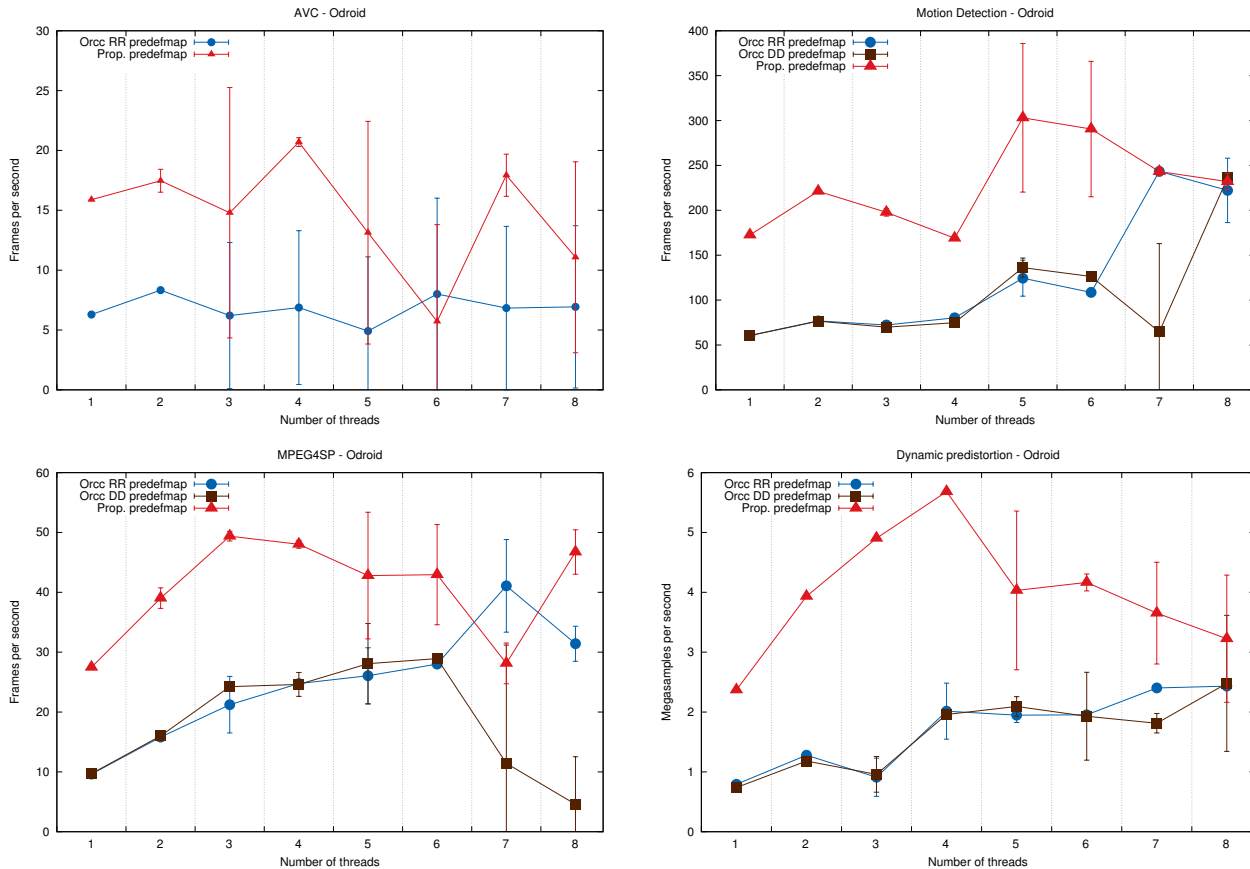 AVC - Odroid
Orcc RR predefmap
Prop. predefmap
Frames per second
30
25
20
15
10
5
0
1 2 3 4 5 6 7 8
Number of threads
Motion Detection - Odroid
Orcc RR predefmap
Orcc DD predefmap
Prop. predefmap
Frames per second
400
350
300
250
200
150
100
50
0
1 2 3 4 5 6 7 8
Number of threads
MPEG4SP - Odroid
Orcc RR predefmap
Orcc DD predefmap
Prop. predefmap
Frames per second
60
50
40
30
20
10
0
1 2 3 4 5 6 7 8
Number of threads
Dynamic predistortion - Odroid
Orcc RR predefmap
Orcc DD predefmap
Prop. predefmap
Megasamples per second
6
5
4
3
2
1
0
1 2 3 4 5 6 7 8
Number of threads